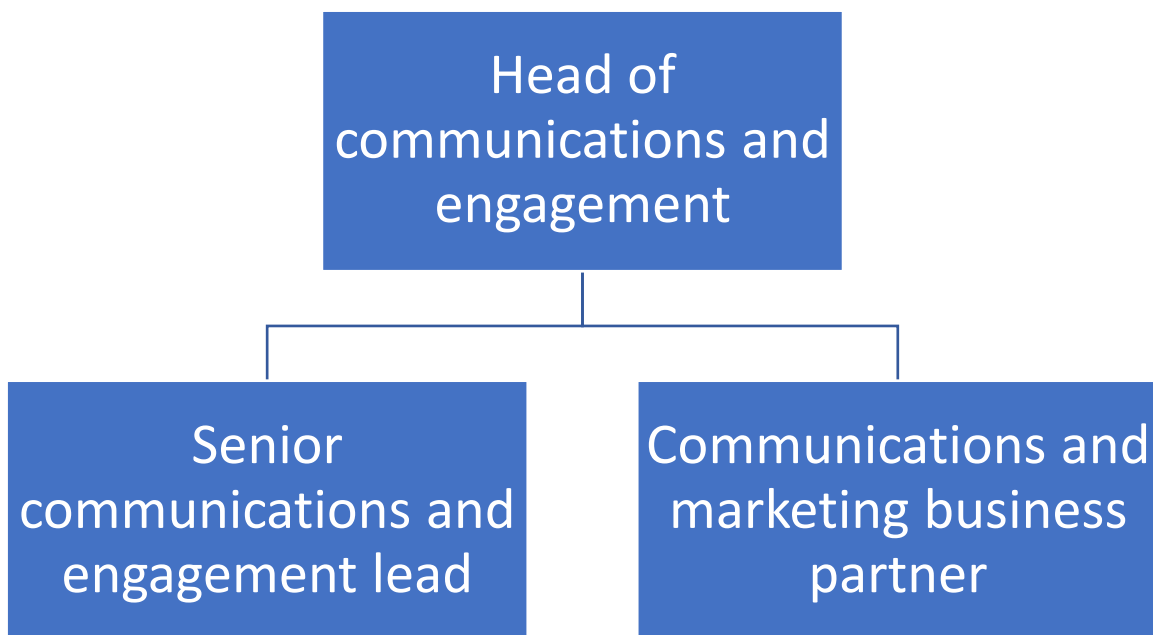 Head of
communications and
engagement
Senior
communications and
engagement lead
Communications and
marketing business
partner